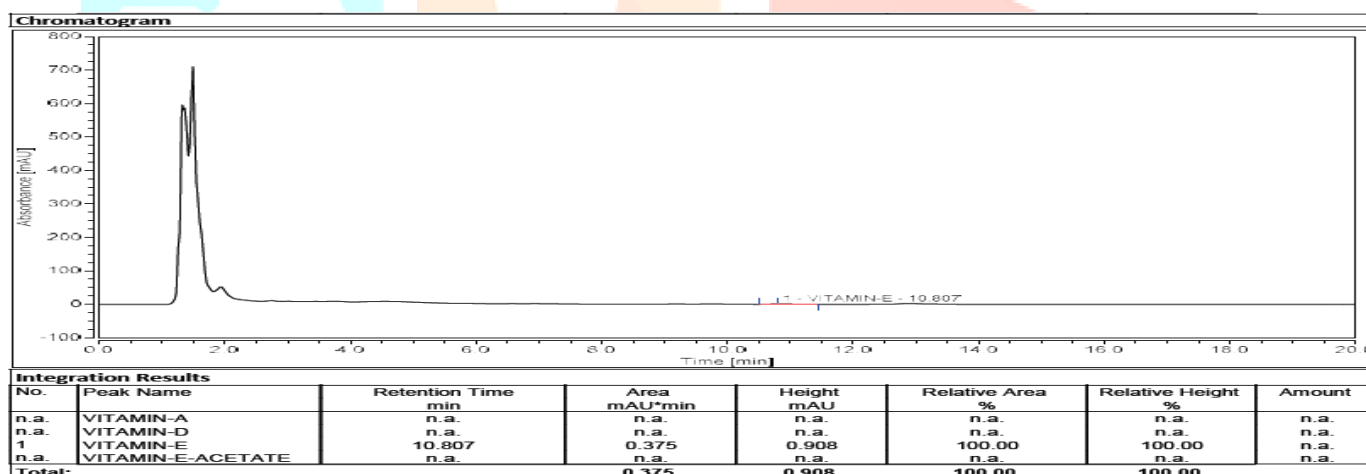 Chromatogram
800
700
600
500
400
300
200
100
0
-100
Absorbance [mAU]
1 - VITAMIN-E - 10.807
0.0 2.0 4.0 6.0 8.0 10.0 12.0 14.0 16.0 18.0 20.0
Time [min]
Integration Results
No. Peak Name Retention Time Area Height Relative Area Relative Height Amount
min mAU*min mAU % %
n.a. VITAMIN-A n.a. n.a. n.a. n.a. n.a. n.a.
n.a. VITAMIN-D n.a. n.a. n.a. n.a. n.a. n.a.
1 VITAMIN-E 10.807 0.375 0.908 100.00 100.00 n.a.
n.a. VITAMIN-E-ACETATE n.a. n.a. n.a. n.a. n.a. n.a.
Total: 0.375 0.908 100.00 100.00